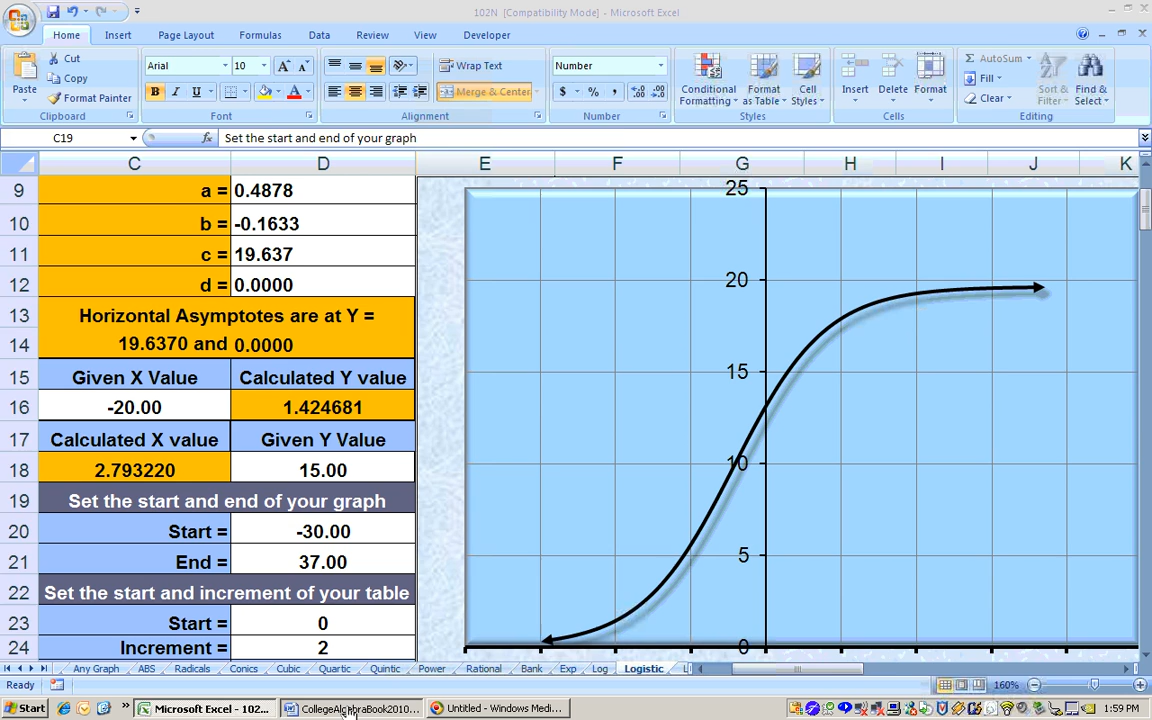 102N [Compatibility Mode] - Microsoft Excel
Home Insert Page Layout Formulas Data Review View Developer
Cut
Copy
Format Painter
Paste
Clipboard
Arial 10
B I U
Font
Wrap Text
Merge & Center
Alignment
Number
$ % ,
Number
Conditional Formatting
Format as Table
Cell Styles
Styles
Insert Delete Format
Cells
AutoSum
Fill
Clear
Sort & Filter
Find & Select
Editing
C19 fx Set the start and end of your graph
C D E F G H I J K
9 a = 0.4878
10 b = -0.1633
11 c = 19.637
12 d = 0.0000
13 Horizontal Asymptotes are at Y =
14 19.6370 and 0.0000
15 Given X Value Calculated Y value
16 -20.00 1.424681
17 Calculated X value Given Y Value
18 2.793220 15.00
19 Set the start and end of your graph
20 Start = -30.00
21 End = 37.00
22 Set the start and increment of your table
23 Start = 0
24 Increment = 2
25
20
15
10
5
0
Any Graph ABS Radicals Conics Cubic Quartic Quintic Power Rational Bank Exp Log Logistic
Ready 160%
Start Microsoft Excel - 102... CollegeAlgebraBook2010... Untitled - Windows Medi... 1:59 PM